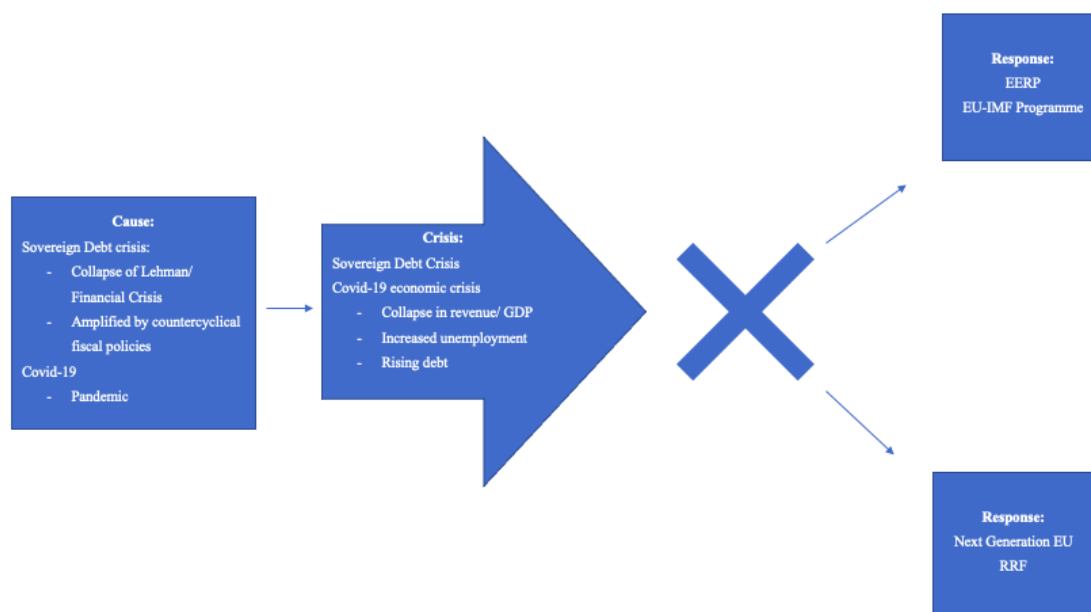 Cause:
Sovereign Debt crisis:
- Collapse of Lehman/
Financial Crisis
- Amplified by countercyclical
fiscal policies
Covid-19
- Pandemic
Crisis:
Sovereign Debt Crisis
Covid-19 economic crisis
- Collapse in revenue/ GDP
- Increased unemployment
- Rising debt
Response:
EERP
EU-IMF Programme
Response:
Next Generation EU
RRF